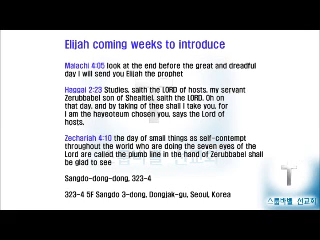 Elijah coming weeks to introduce
Malachi 4:05 look at the end before the great and dreadful
day I will send you Elijah the prophet
Haggai 2:23 Studies, saith the LORD of hosts, my servant
Zerubbabel son of Shealtiel, saith the LORD. Oh on
that day, and by taking of thee shall I take you, for
I am the hayeotseum chosen you, says the Lord of
hosts.
Zechariah 4:10 the day of small things as self-contempt
throughout the world who are doing the seven eyes of the
Lord are called the plumb line in the hand of Zerubbabel shall
be glad to see
Sangdo-dong-dong, 323-4
323-4 5F Sangdo 3-dong, Dongjak-gu, Seoul, Korea
스룹바벨 선교회